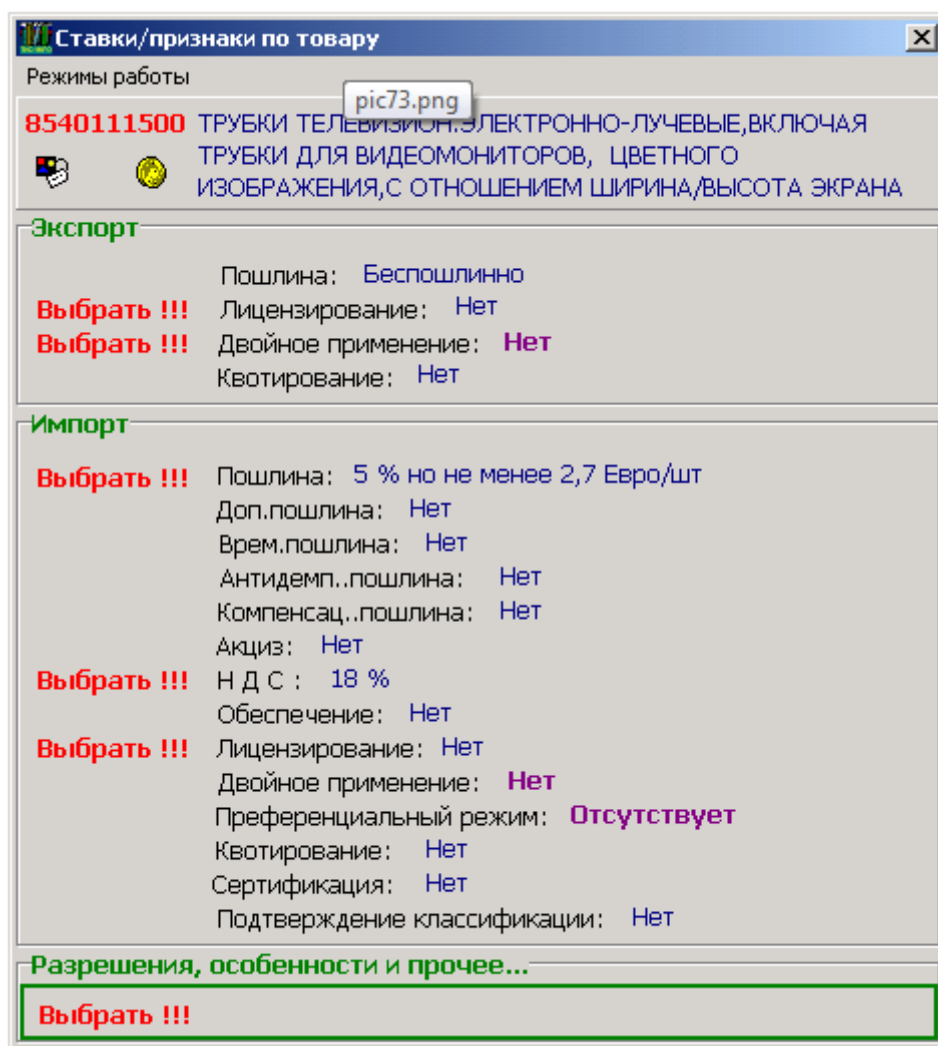 Ставки/признаки по товару
Режимы работы
pic73.png
8540111500 ТРУБКИ ТЕЛЕВИЗИОН.ЭЛЕКТРОННО-ЛУЧЕВЫЕ,ВКЛЮЧАЯ
ТРУБКИ ДЛЯ ВИДЕОМОНИТОРОВ, ЦВЕТНОГО
ИЗОБРАЖЕНИЯ,С ОТНОШЕНИЕМ ШИРИНА/ВЫСОТА ЭКРАНА
Экспорт
Пошлина: Беспошлинно
Выбрать !!! Лицензирование: Нет
Выбрать !!! Двойное применение: Нет
Квотирование: Нет
Импорт
Выбрать !!! Пошлина: 5 % но не менее 2,7 Евро/шт
Доп.пошлина: Нет
Врем.пошлина: Нет
Антидемп..пошлина: Нет
Компенсац..пошлина: Нет
Акциз: Нет
Выбрать !!! Н Д С : 18 %
Обеспечение: Нет
Выбрать !!! Лицензирование: Нет
Двойное применение: Нет
Преференциальный режим: Отсутствует
Квотирование: Нет
Сертификация: Нет
Подтверждение классификации: Нет
Разрешения, особенности и прочее...
Выбрать !!!